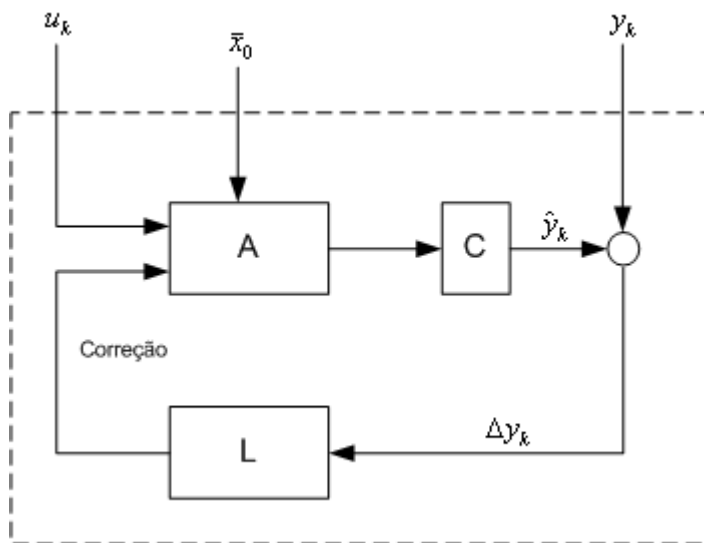 u_k
x̄_0
y_k
A
C
ŷ_k
Correção
L
Δy_k